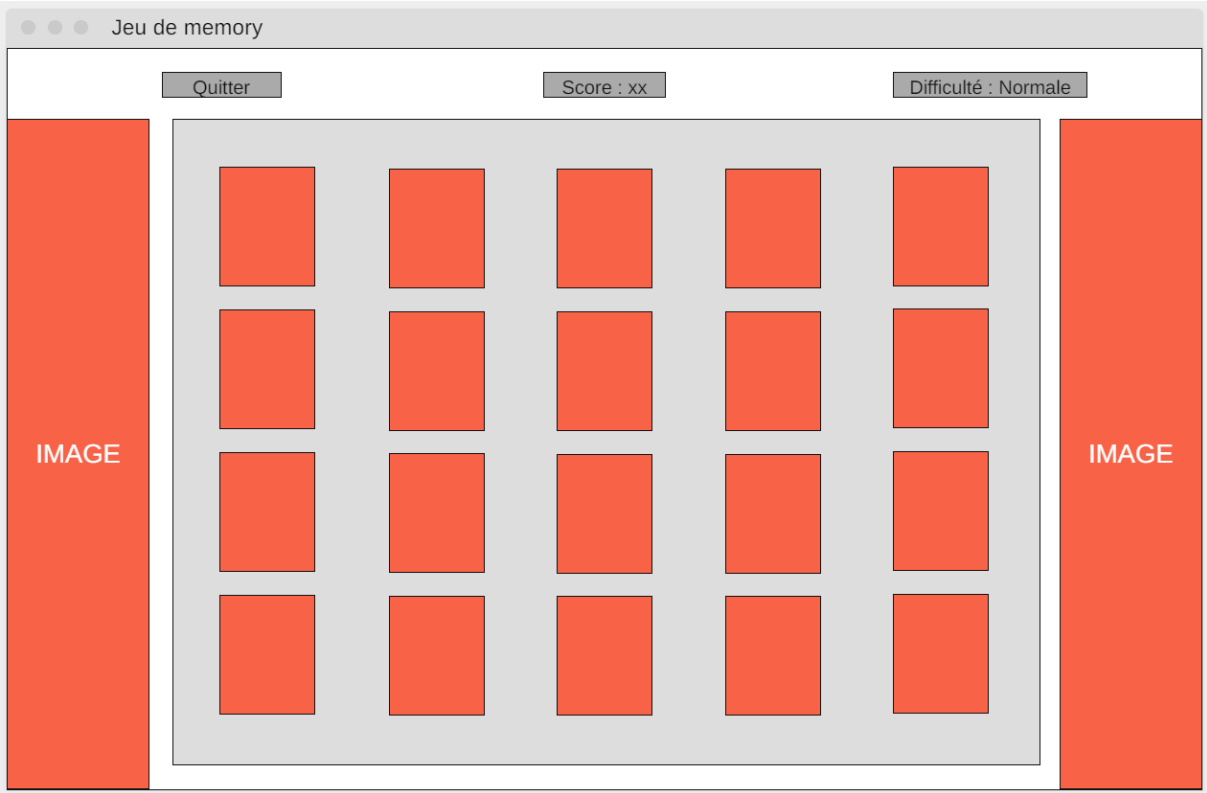 Jeu de memory
Quitter
Score : xx
Difficulté : Normale
IMAGE
IMAGE